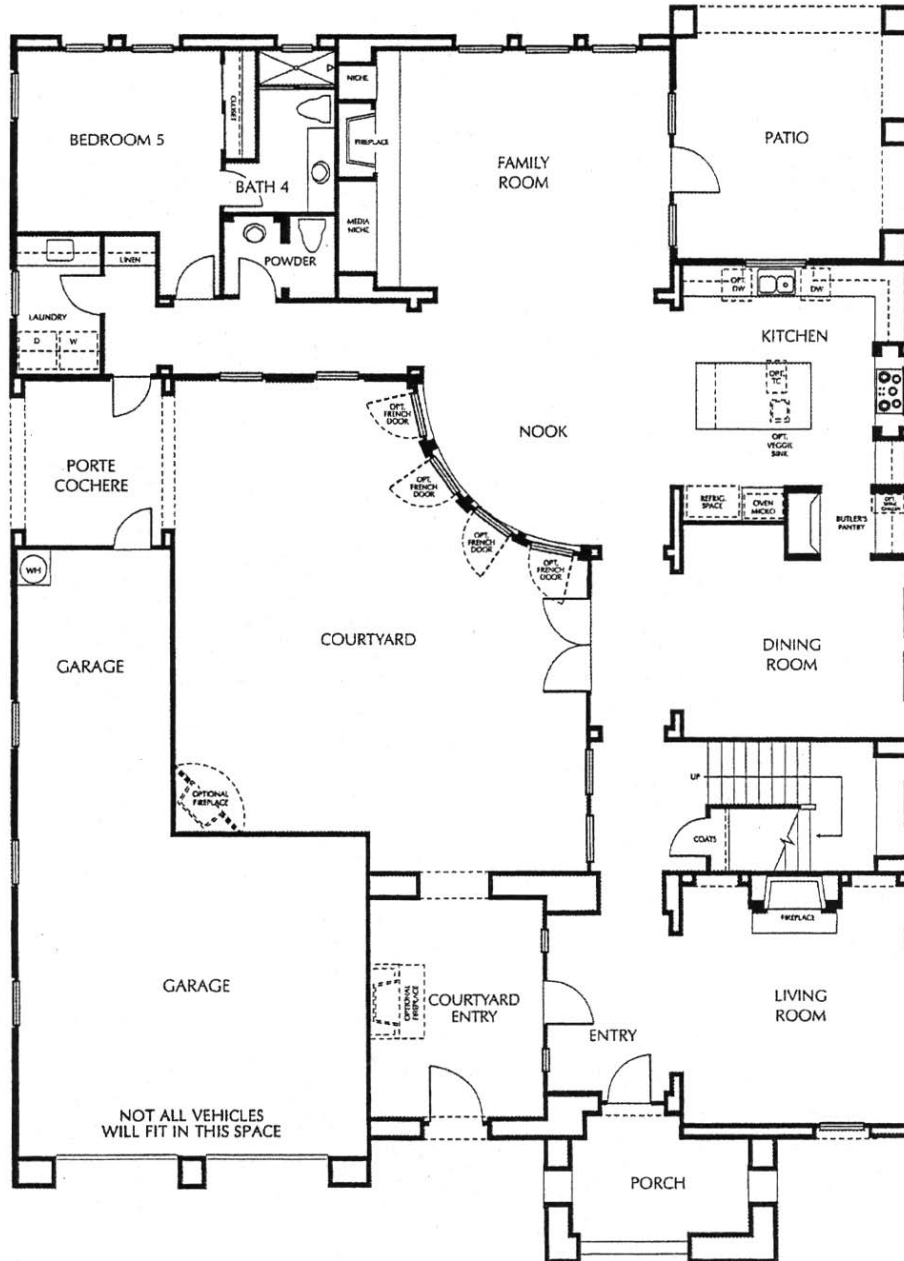 BEDROOM 5
CLOSET
BATH 4
NICHE
FIREPLACE
MEDIA
NICHE
FAMILY
ROOM
PATIO
POWDER
LINEN
LAUNDRY
D
W
OPT.
DW
DW
KITCHEN
OPT.
TC
OPT.
VEGGIE
SINK
NOOK
OPT.
FRENCH
DOOR
OPT.
FRENCH
DOOR
OPT.
FRENCH
DOOR
OPT.
FRENCH
DOOR
PORTE
COCHERE
REFRIG.
SPACE
OVEN
MICRO
BUTLER'S
PANTRY
OPT.
WH
GARAGE
COURTYARD
DINING
ROOM
OPTIONAL
FIREPLACE
UP
COATS
FIREPLACE
GARAGE
OPTIONAL
FIREPLACE
COURTYARD
ENTRY
ENTRY
LIVING
ROOM
NOT ALL VEHICLES
WILL FIT IN THIS SPACE
PORCH